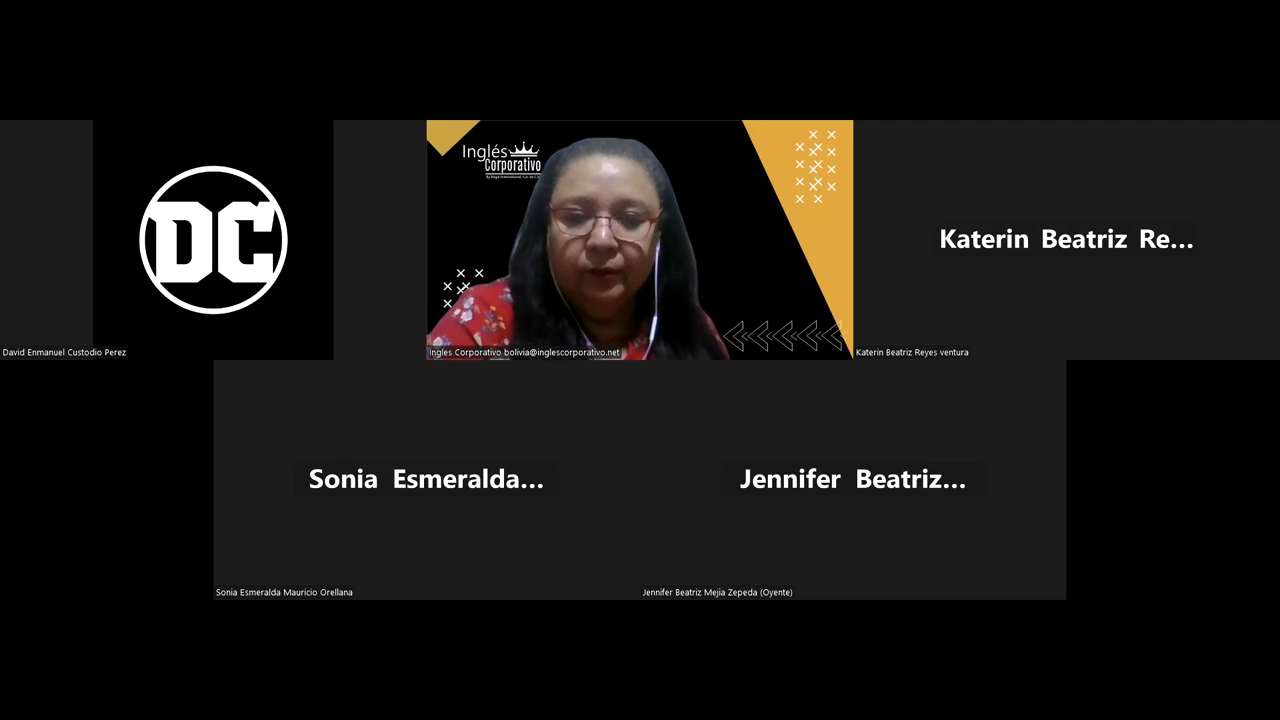 DC
Inglés
Corporativo
Katerin Beatriz Re...
David Enmanuel Custodio Perez
Ingles Corporativo bolivia@inglescorporativo.net
Katerin Beatriz Reyes ventura
Sonia Esmeralda...
Jennifer Beatriz...
Sonia Esmeralda Mauricio Orellana
Jennifer Beatriz Mejia Zepeda (Oyente)